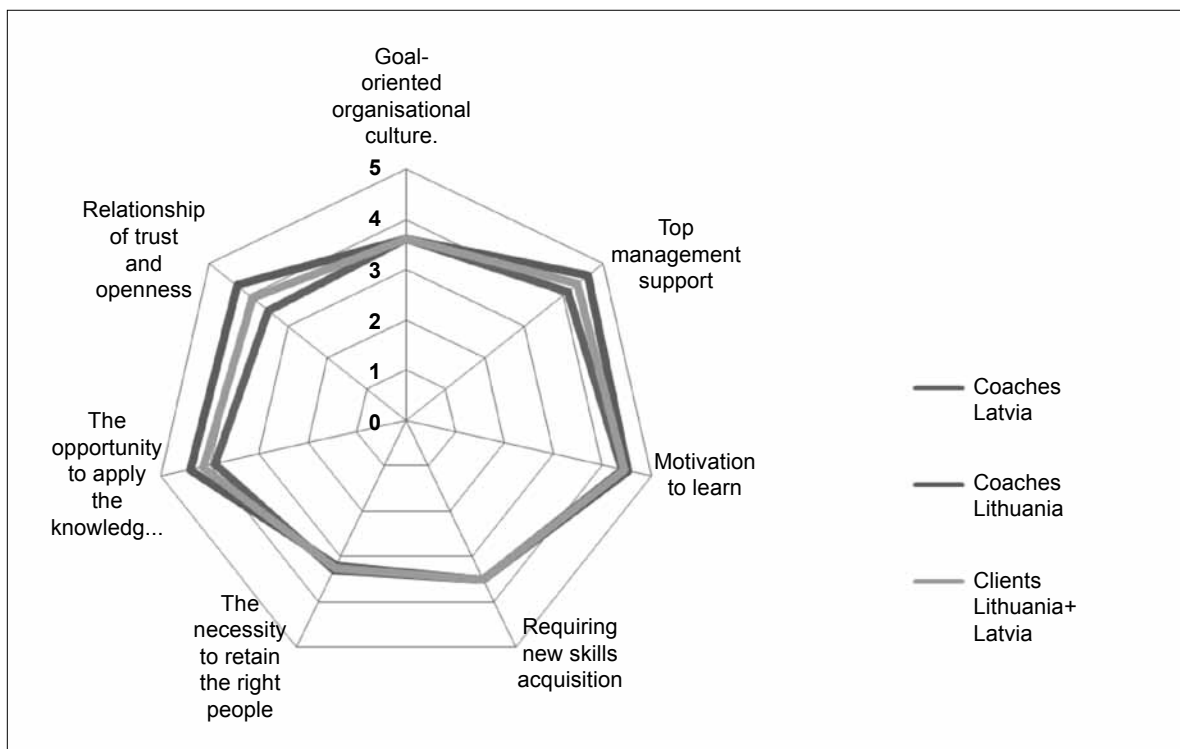 Goal-
oriented
organisational
culture.
5
4
3
2
1
0
Top
management
support
Motivation
to learn
Requiring
new skills
acquisition
The
necessity
to retain
the right
people
The
opportunity
to apply
the
knowledg...
Relationship
of trust
and
openness
Coaches
Latvia
Coaches
Lithuania
Clients
Lithuania+
Latvia